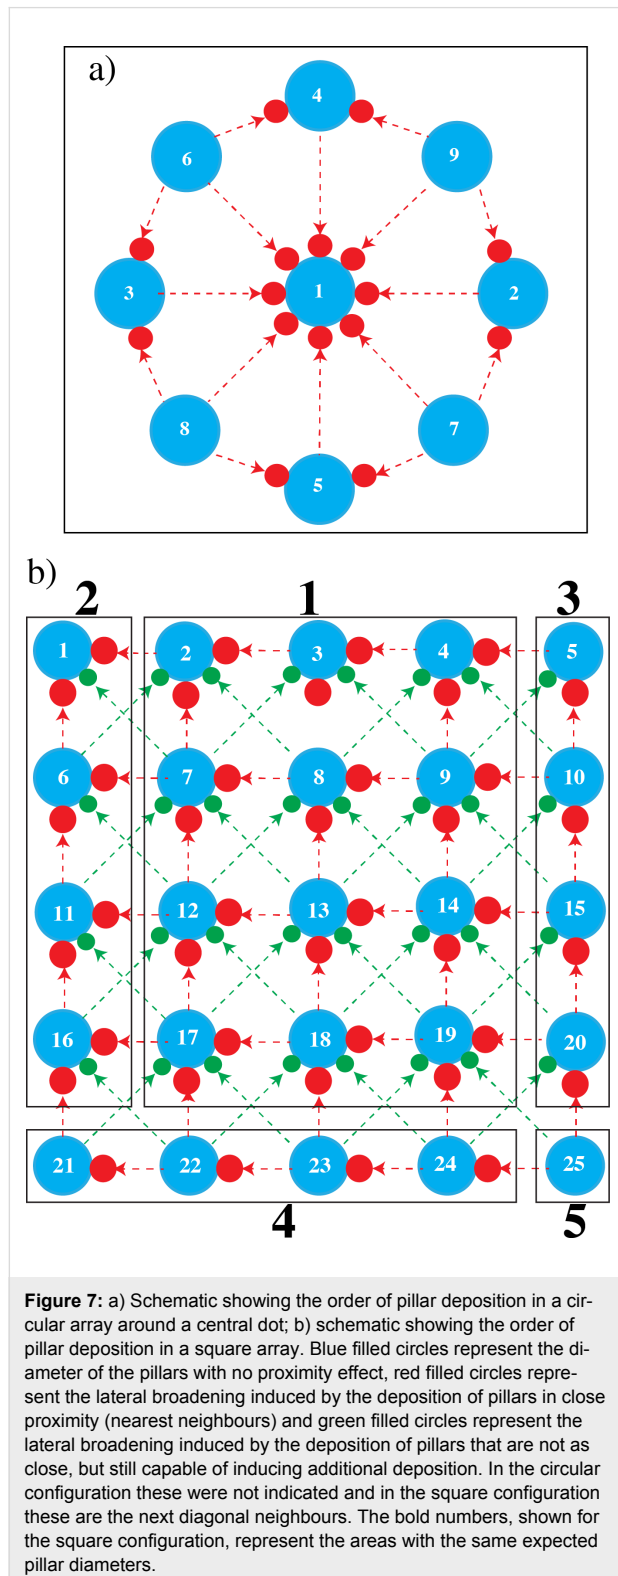 a)
4
6
9
3
1
2
8
7
5
b)
2 1 3
1 2 3 4 5
6 7 8 9 10
11 12 13 14 15
16 17 18 19 20
21 22 23 24 25
4 5
Figure 7: a) Schematic showing the order of pillar deposition in a cir-
cular array around a central dot; b) schematic showing the order of
pillar deposition in a square array. Blue filled circles represent the di-
ameter of the pillars with no proximity effect, red filled circles repre-
sent the lateral broadening induced by the deposition of pillars in close
proximity (nearest neighbours) and green filled circles represent the
lateral broadening induced by the deposition of pillars that are not as
close, but still capable of inducing additional deposition. In the circular
configuration these were not indicated and in the square configuration
these are the next diagonal neighbours. The bold numbers, shown for
the square configuration, represent the areas with the same expected
pillar diameters.